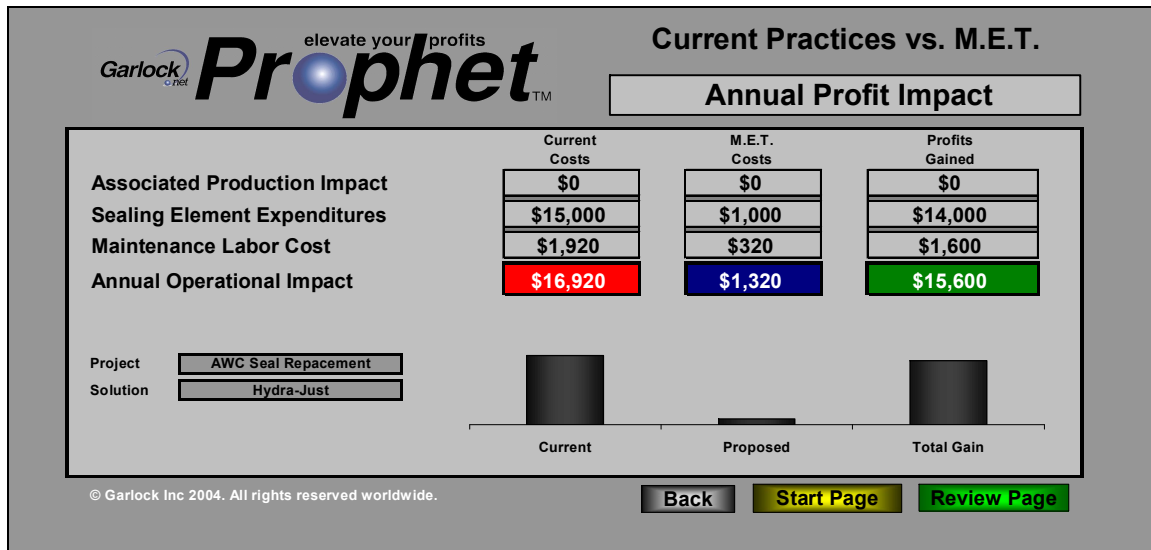 elevate your profits
Garlock
.net
Prophet TM
Current Practices vs. M.E.T.
Annual Profit Impact
Current Costs M.E.T. Costs Profits Gained
Associated Production Impact $0 $0 $0
Sealing Element Expenditures $15,000 $1,000 $14,000
Maintenance Labor Cost $1,920 $320 $1,600
Annual Operational Impact $16,920 $1,320 $15,600
Project AWC Seal Repacement
Solution Hydra-Just
Current Proposed Total Gain
© Garlock Inc 2004. All rights reserved worldwide.
Back Start Page Review Page